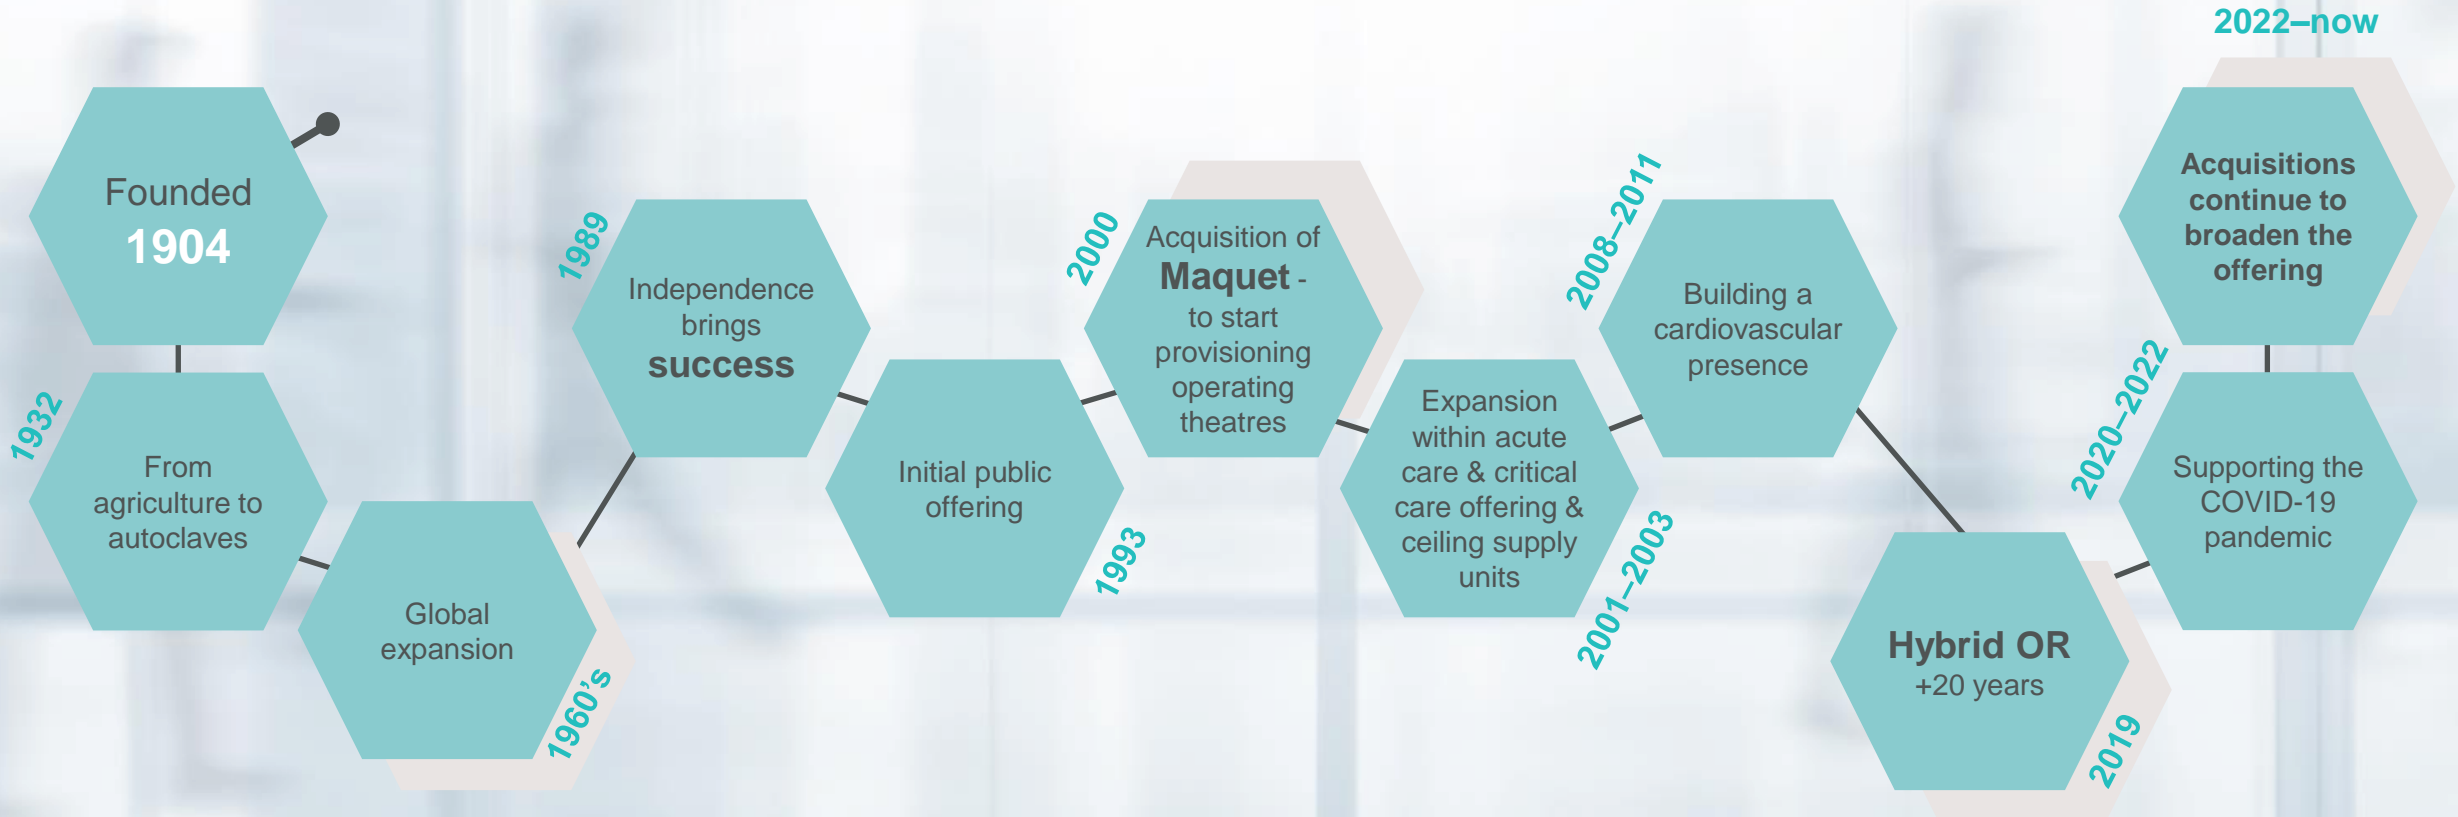 Founded
1904
1932
From
agriculture to
autoclaves
Global
expansion
1960’s
1989
Independence
brings
success
Initial public
offering
1993
2000
Acquisition of
Maquet -
to start
provisioning
operating
theatres
Expansion
within acute
care & critical
care offering &
ceiling supply
units
2001–2003
2008–2011
Building a
cardiovascular
presence
Hybrid OR
+20 years
2019
2020–2022
Supporting the
COVID-19
pandemic
2022–now
Acquisitions
continue to
broaden the
offering